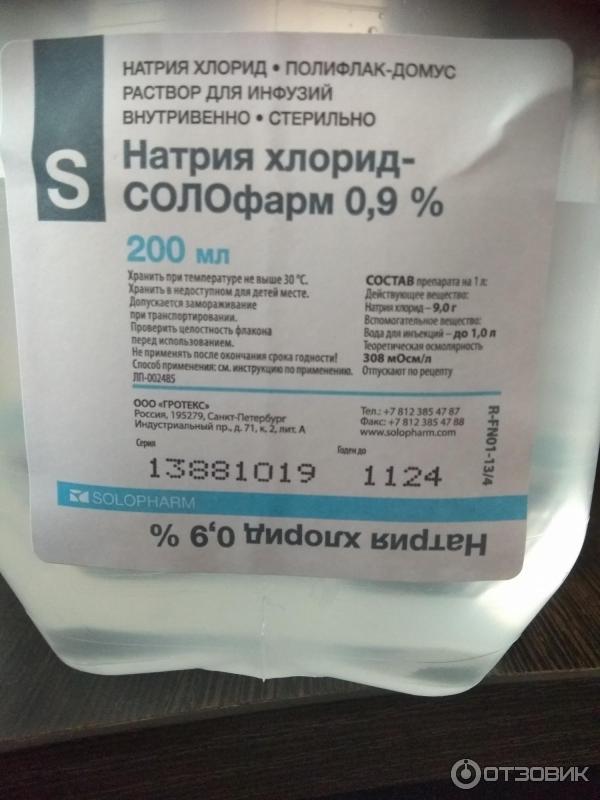 НАТРИЯ ХЛОРИД • ПОЛИФЛАК-ДОМУС
РАСТВОР ДЛЯ ИНФУЗИЙ
ВНУТРИВЕННО • СТЕРИЛЬНО
S
Натрия хлорид-
СОЛОфарм 0,9 %
200 мл
Хранить при температуре не выше 30 °С.
Хранить в недоступном для детей месте.
Допускается замораживание
при транспортировании.
Проверить целостность флакона
перед использованием.
Не применять после окончания срока годности!
Способ применения: см. инструкцию по применению.
ЛП-002485
СОСТАВ препарата на 1 л:
Действующее вещество:
Натрия хлорид – 9,0 г
Вспомогательное вещество:
Вода для инъекций – до 1,0 л
Теоретическая осмолярность
308 мОсм/л
Отпускают по рецепту
ООО «ГРОТЕКС»
Россия, 195279, Санкт-Петербург
Индустриальный пр., д. 71, к. 2, лит. А
Тел.: +7 812 385 47 87
Факс: +7 812 385 47 88
www.solopharm.com
R-FN01-13/4
Серия
13881019
Годен до
1124
SOLOPHARM
Натрия хлорид 0,9 %
ОТЗОВИК